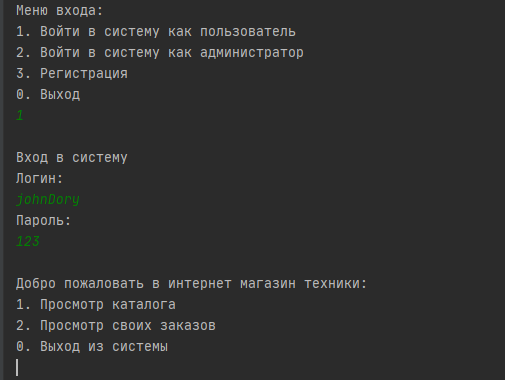 Меню входа:
1. Войти в систему как пользователь
2. Войти в систему как администратор
3. Регистрация
0. Выход
1
Вход в систему
Логин:
johnDory
Пароль:
123
Добро пожаловать в интернет магазин техники:
1. Просмотр каталога
2. Просмотр своих заказов
0. Выход из системы